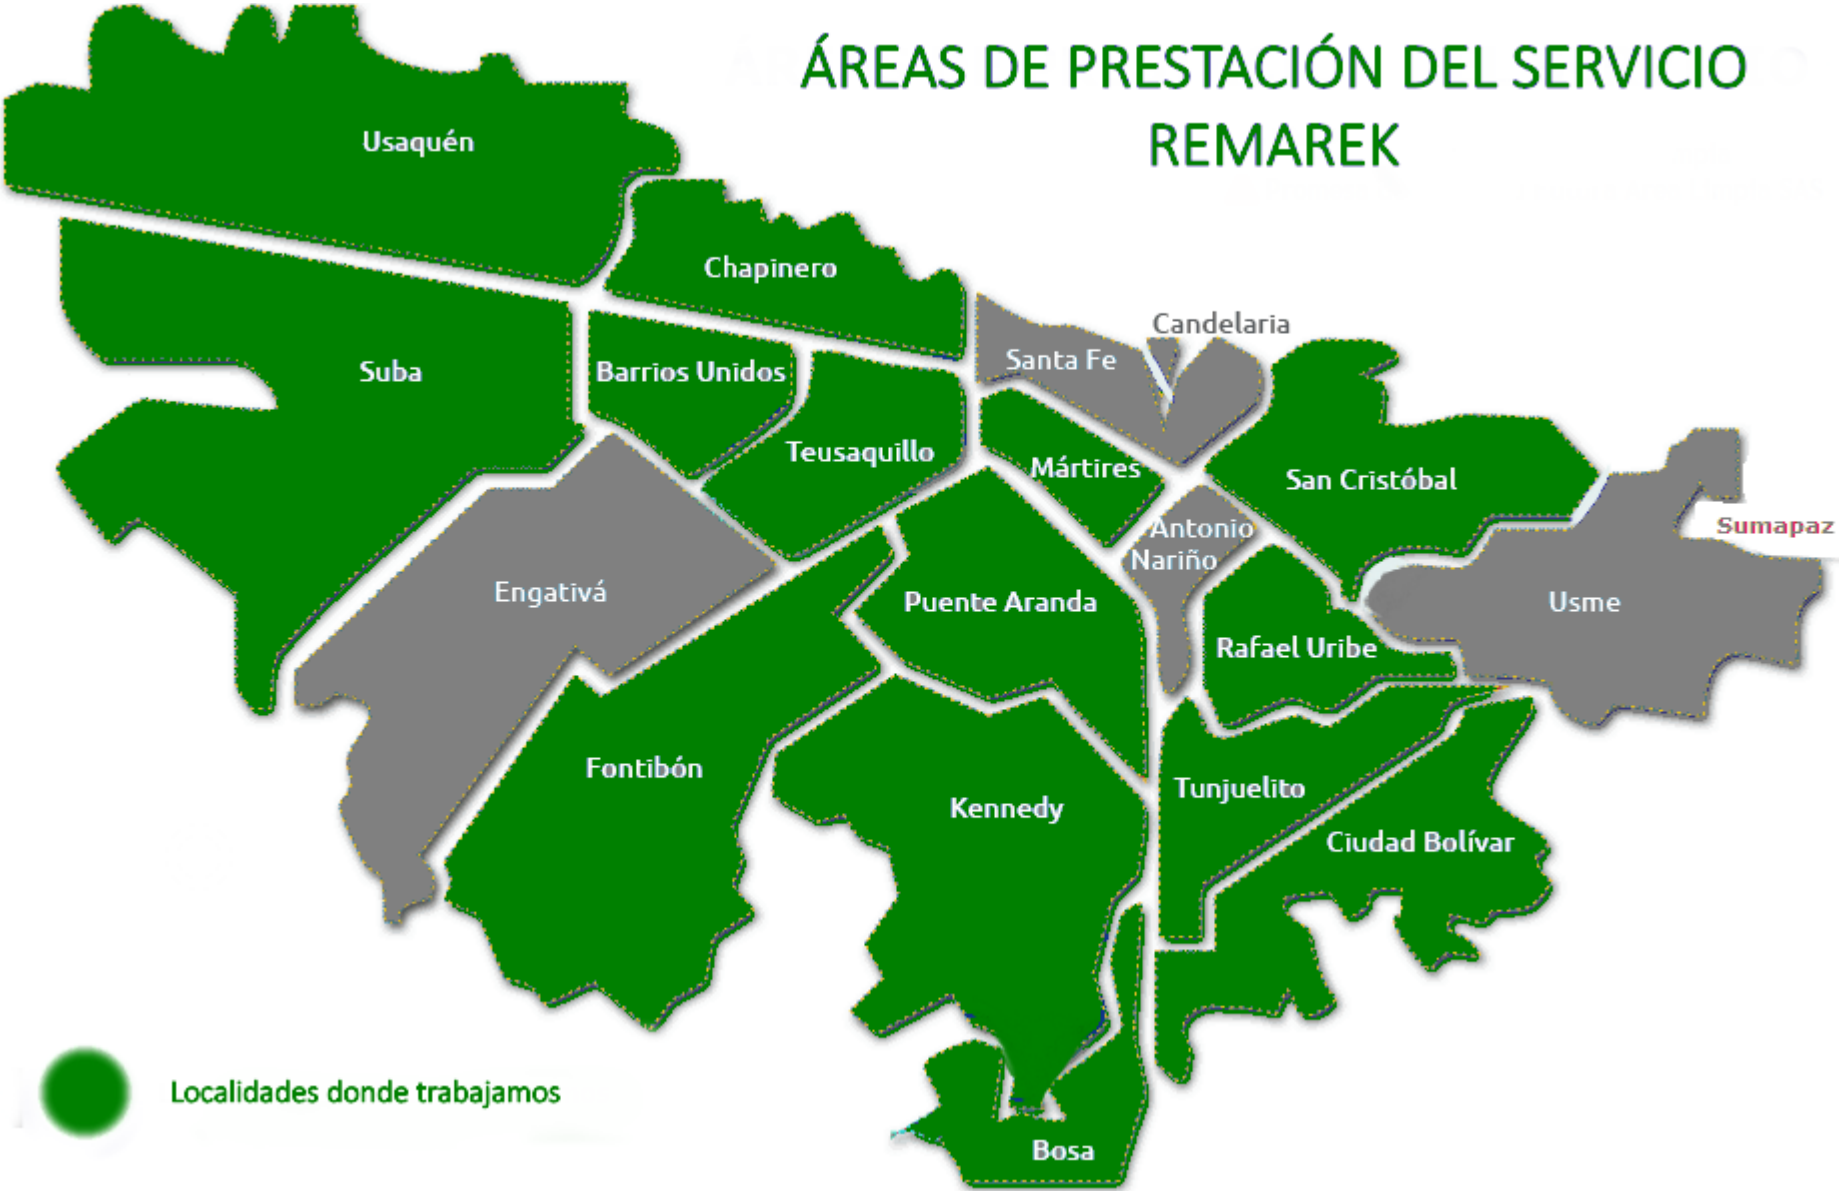 ÁREAS DE PRESTACIÓN DEL SERVICIO
REMAREK
Usaquén
Chapinero
Candelaria
Santa Fe
Suba
Barrios Unidos
Teusaquillo
Mártires
San Cristóbal
Sumapaz
Antonio
Nariño
Engativá
Puente Aranda
Usme
Rafael Uribe
Fontibón
Tunjuelito
Kennedy
Ciudad Bolívar
Localidades donde trabajamos
Bosa